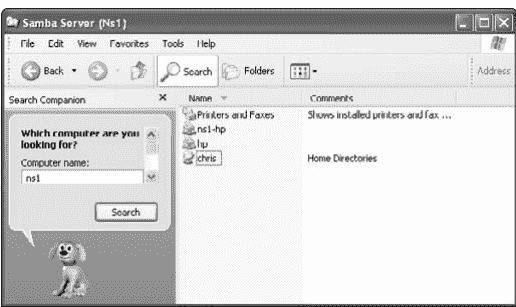 Samba Server (Ns1)
File Edit View Favorites Tools Help
Back Search Folders Address
Search Companion
Name Comments
Which computer are you looking for?
Computer name:
ns1
Search
Printers and Faxes Shows installed printers and fax ...
ns1-hp
hp
chris Home Directories